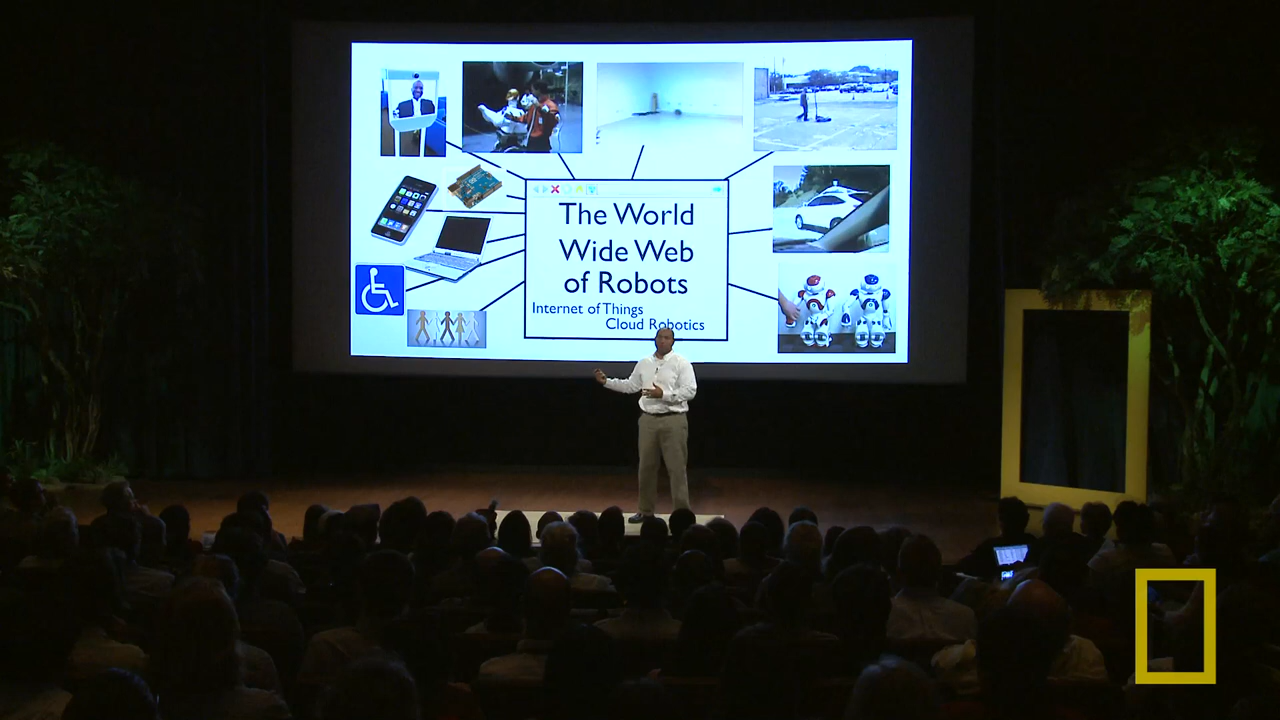 The World
Wide Web
of Robots
Internet of Things
Cloud Robotics